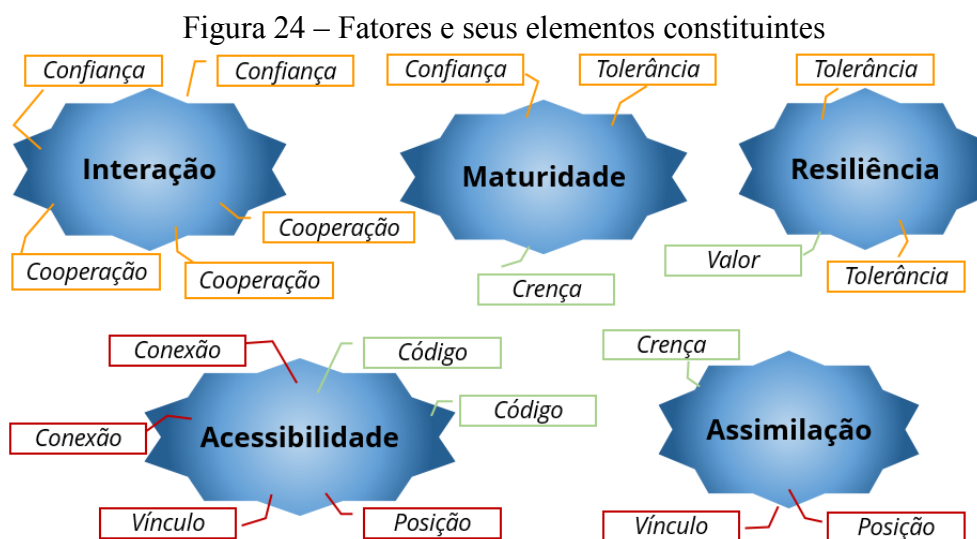 Figura 24 – Fatores e seus elementos constituintes
Confiança
Confiança
Interação
Cooperação
Cooperação
Cooperação
Confiança
Tolerância
Maturidade
Crença
Tolerância
Resiliência
Valor
Tolerância
Conexão
Código
Código
Conexão
Acessibilidade
Vínculo
Posição
Crença
Assimilação
Vínculo
Posição